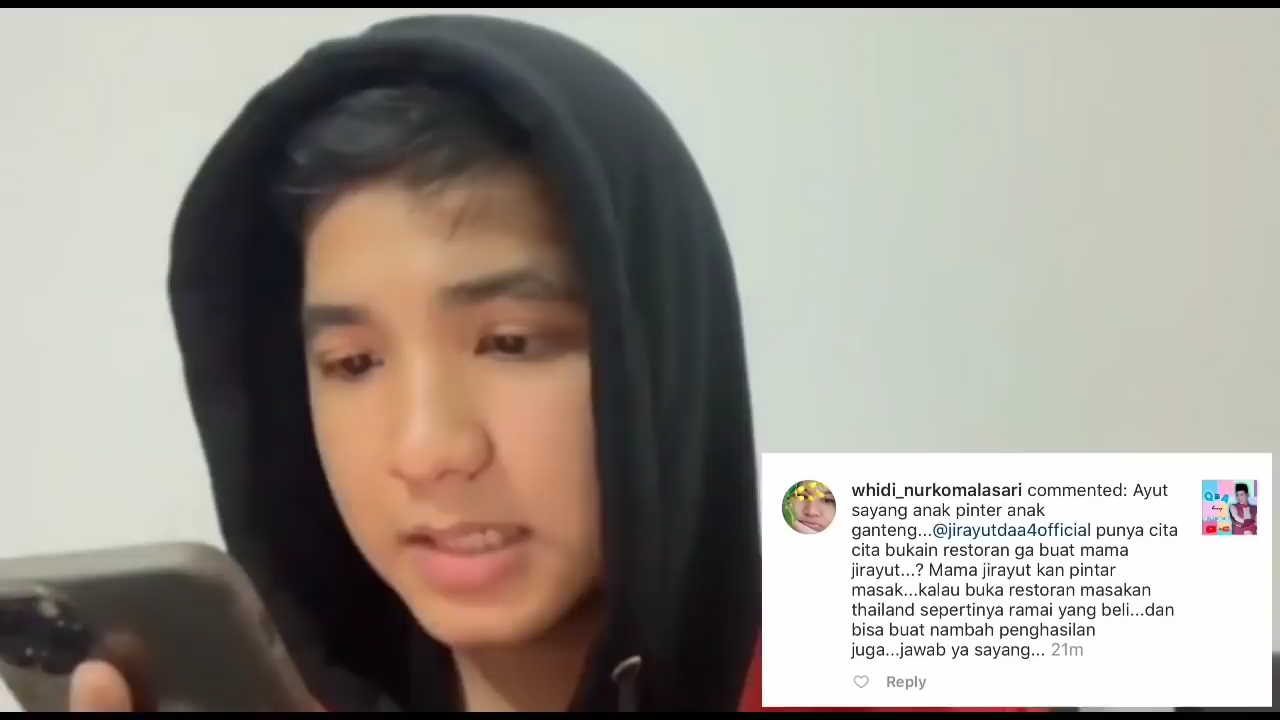 whidi_nurkomalasari commented: Ayut
sayang anak pinter anak
ganteng...@jirayutdaa4official punya cita
cita bukain restoran ga buat mama
jirayut...? Mama jirayut kan pintar
masak...kalau buka restoran masakan
thailand sepertinya ramai yang beli...dan
bisa buat nambah penghasilan
juga...jawab ya sayang... 21m
Reply